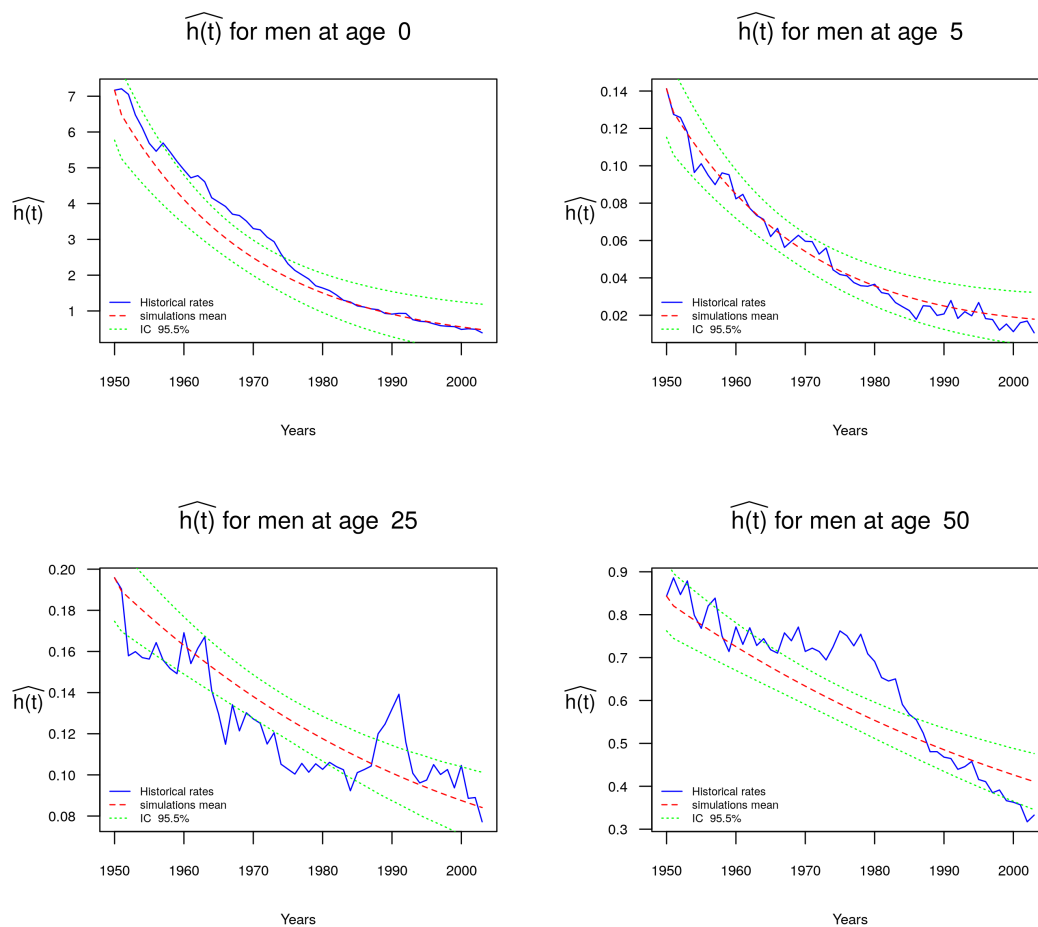 h(t) for men at age 0
7
6
5
4
3
2
1
h(t)
Historical rates
simulations mean
IC 95.5%
1950 1960 1970 1980 1990 2000
Years
h(t) for men at age 5
0.14
0.12
0.10
0.08
0.06
0.04
0.02
h(t)
Historical rates
simulations mean
IC 95.5%
1950 1960 1970 1980 1990 2000
Years
h(t) for men at age 25
0.20
0.18
0.16
0.14
0.12
0.10
0.08
h(t)
Historical rates
simulations mean
IC 95.5%
1950 1960 1970 1980 1990 2000
Years
h(t) for men at age 50
0.9
0.8
0.7
0.6
0.5
0.4
0.3
h(t)
Historical rates
simulations mean
IC 95.5%
1950 1960 1970 1980 1990 2000
Years